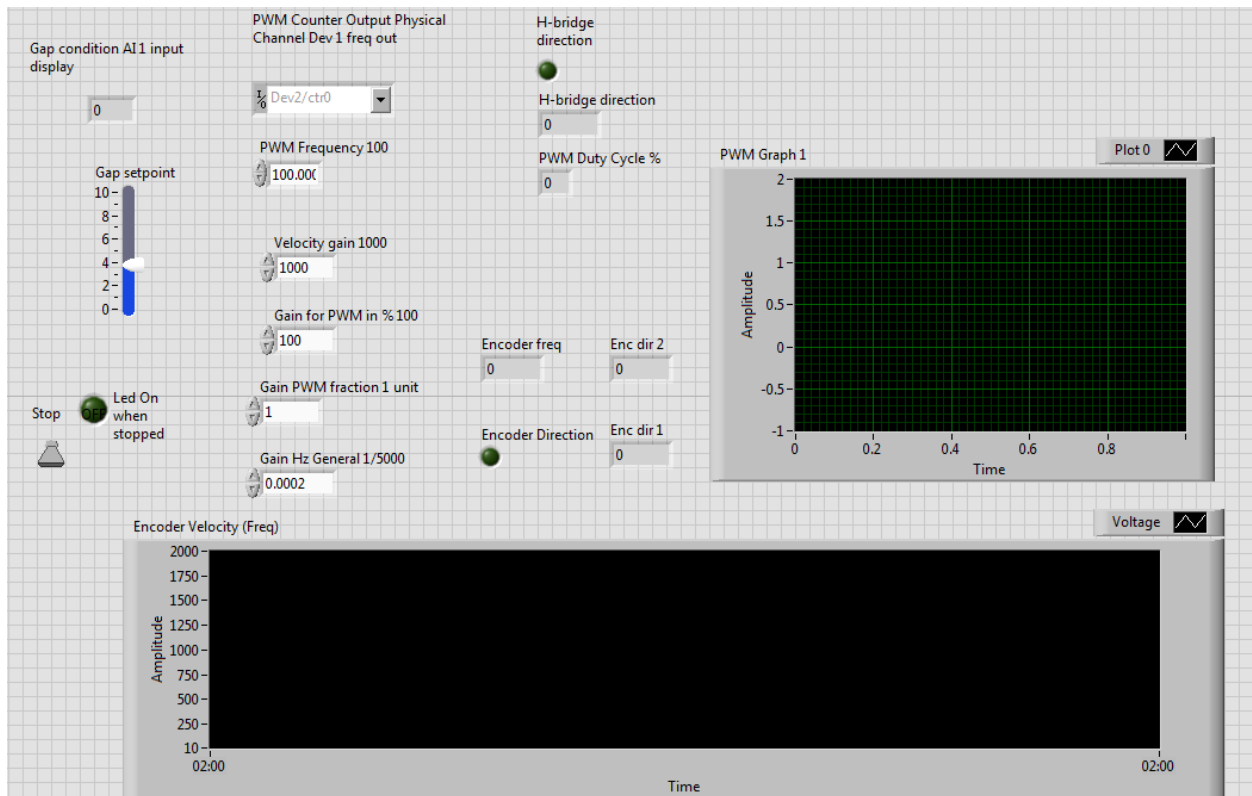 PWM Counter Output Physical
Channel Dev 1 freq out
H-bridge
direction
Gap condition AI1 input
display
0
I/0 Dev2/ctr0
H-bridge direction
0
PWM Frequency 100
100.000
PWM Duty Cycle %
0
Gap setpoint
10
8
6
4
2
0
Velocity gain 1000
1000
Gain for PWM in % 100
100
Gain PWM fraction 1 unit
1
Gain Hz General 1/5000
0.0002
Stop
OFF
Led On
when
stopped
Encoder freq
0
Enc dir 2
0
Encoder Direction
Enc dir 1
0
PWM Graph 1
Plot 0
2
1.5
1
0.5
0
-0.5
-1
Amplitude
0 0.2 0.4 0.6 0.8
Time
Encoder Velocity (Freq)
Voltage
2000
1750
1500
1250
1000
750
500
250
10
Amplitude
02:00 02:00
Time